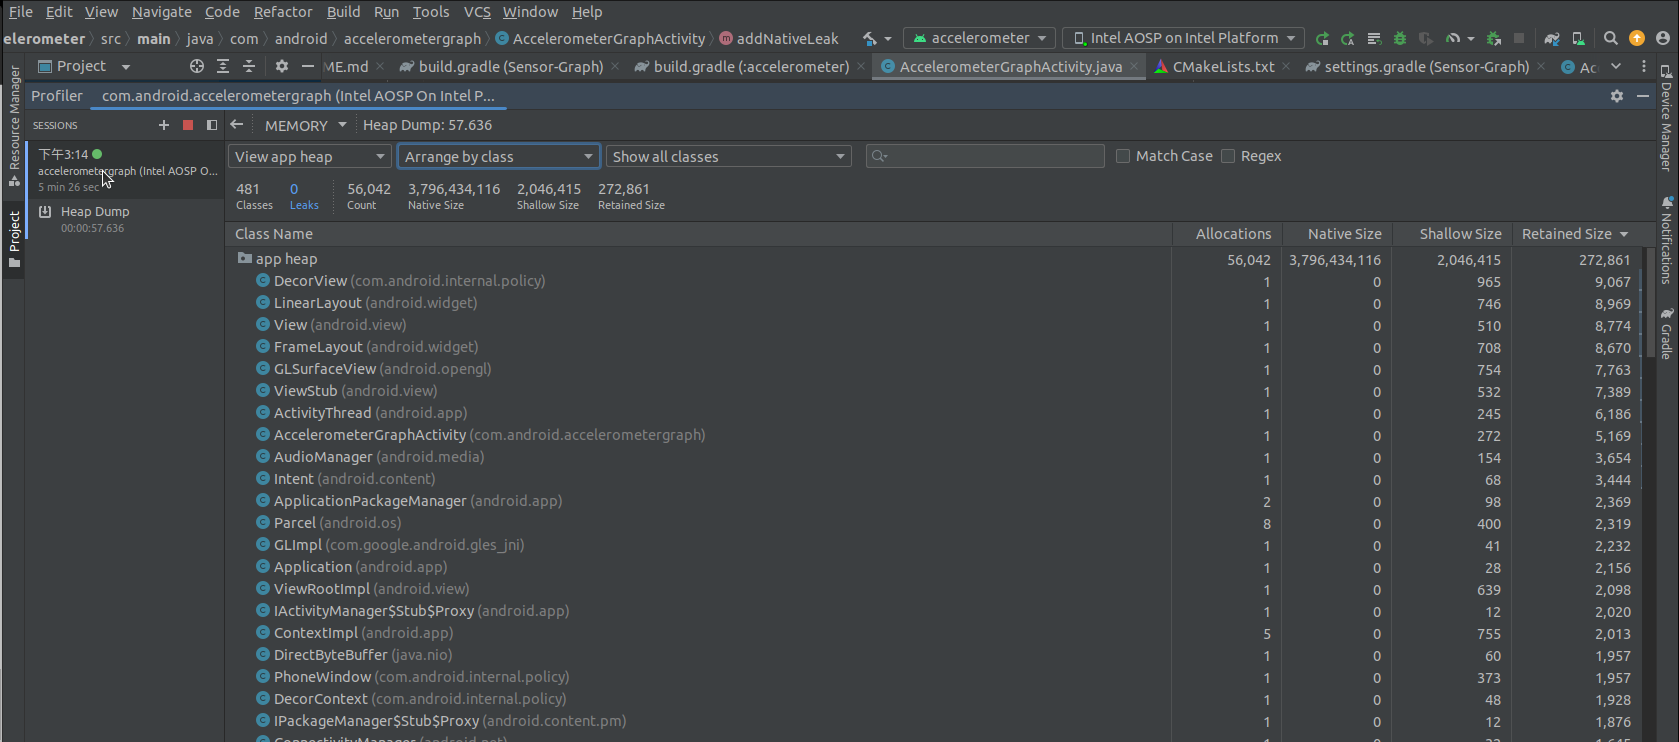 File Edit View Navigate Code Refactor Build Run Tools VCS Window Help
elerometer src main java com android accelerometergraph AccelerometerGraphActivity addNativeLeak accelerometer Intel AOSP on Intel Platform
Project ME.md build.gradle (Sensor-Graph) build.gradle (:accelerometer) AccelerometerGraphActivity.java CMakeLists.txt settings.gradle (Sensor-Graph) Ac
Profiler com.android.accelerometergraph (Intel AOSP On Intel P...
SESSIONS MEMORY Heap Dump: 57.636
下午3:14
accelerometergraph (Intel AOSP O...
5 min 26 sec
Heap Dump
00:00:57.636
View app heap Arrange by class Show all classes Match Case Regex
481 0 56,042 3,796,434,116 2,046,415 272,861
Classes Leaks Count Native Size Shallow Size Retained Size
Class Name Allocations Native Size Shallow Size Retained Size
app heap 56,042 3,796,434,116 2,046,415 272,861
DecorView (com.android.internal.policy) 1 0 965 9,067
LinearLayout (android.widget) 1 0 746 8,969
View (android.view) 1 0 510 8,774
FrameLayout (android.widget) 1 0 708 8,670
GLSurfaceView (android.opengl) 1 0 754 7,763
ViewStub (android.view) 1 0 532 7,389
ActivityThread (android.app) 1 0 245 6,186
AccelerometerGraphActivity (com.android.accelerometergraph) 1 0 272 5,169
AudioManager (android.media) 1 0 154 3,654
Intent (android.content) 1 0 68 3,444
ApplicationPackageManager (android.app) 2 0 98 2,369
Parcel (android.os) 8 0 400 2,319
GLImpl (com.google.android.gles_jni) 1 0 41 2,232
Application (android.app) 1 0 28 2,156
ViewRootImpl (android.view) 1 0 639 2,098
IActivityManager$Stub$Proxy (android.app) 1 0 12 2,020
ContextImpl (android.app) 5 0 755 2,013
DirectByteBuffer (java.nio) 1 0 60 1,957
PhoneWindow (com.android.internal.policy) 1 0 373 1,957
DecorContext (com.android.internal.policy) 1 0 48 1,928
IPackageManager$Stub$Proxy (android.content.pm) 1 0 12 1,876
Resource Manager
Project
Device Manager
Notifications
Gradle